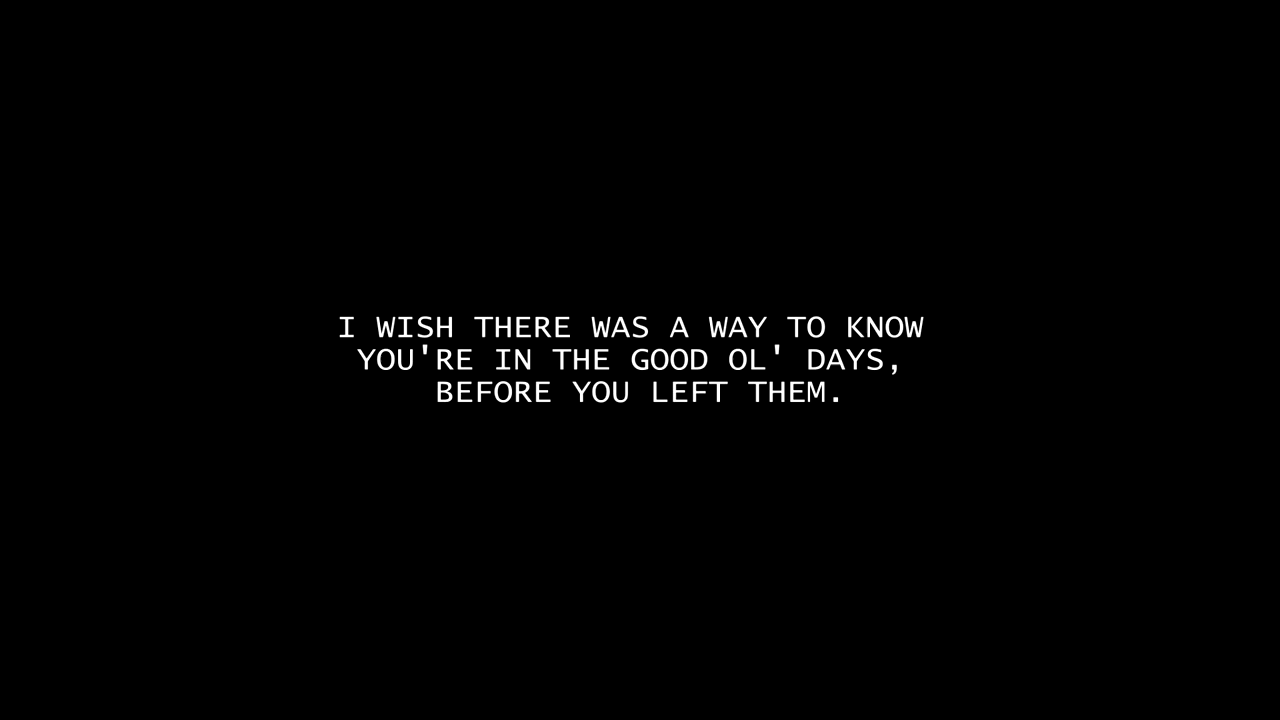 I WISH THERE WAS A WAY TO KNOW
YOU'RE IN THE GOOD OL' DAYS,
BEFORE YOU LEFT THEM.